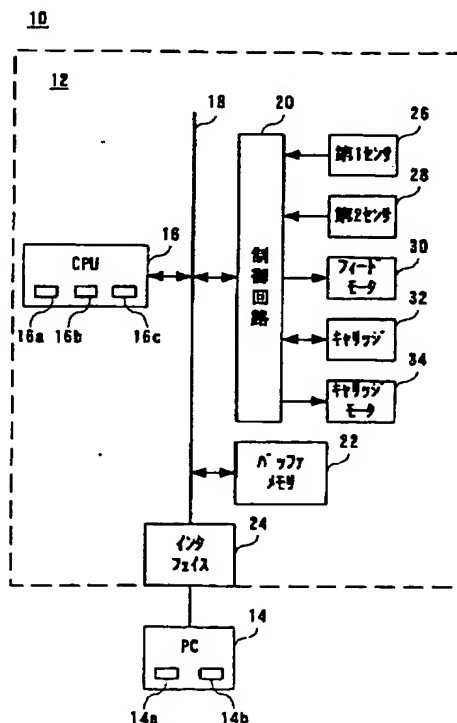 10
12
18
20
26
第1センサ
28
第2センサ
CPU
16
16a
16b
16c
制御回路
フィードモータ
30
キャリッジ
32
キャリッジモータ
34
バッファメモリ
22
インタフェイス
24
PC
14
14a
14b